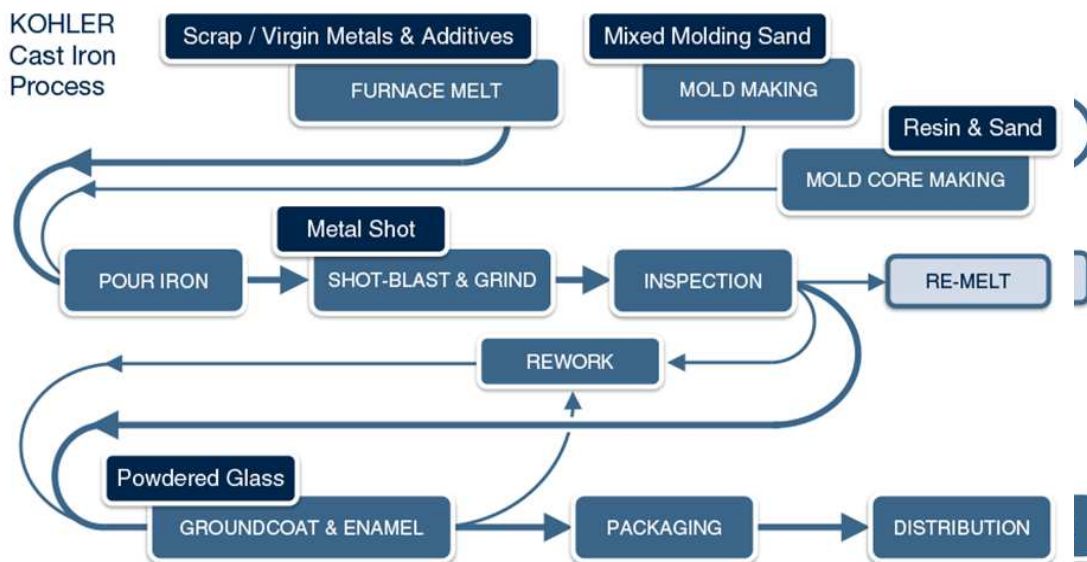 KOHLER
Cast Iron
Process
Scrap / Virgin Metals & Additives
FURNACE MELT
Mixed Molding Sand
MOLD MAKING
Resin & Sand
MOLD CORE MAKING
Metal Shot
POUR IRON
SHOT-BLAST & GRIND
INSPECTION
RE-MELT
REWORK
Powdered Glass
GROUNDCOAT & ENAMEL
PACKAGING
DISTRIBUTION